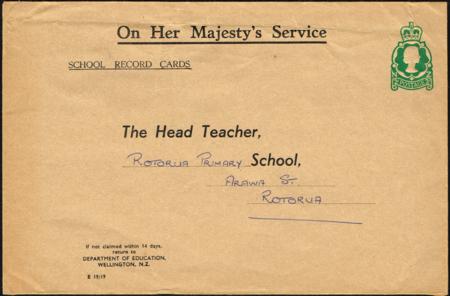 On Her Majesty's Service
SCHOOL RECORD CARDS
POSTAGE
The Head Teacher,
ROTORUA PRIMARY School,
ARAWA S.
ROTORUA
If not claimed within 14 days,
return to
DEPARTMENT OF EDUCATION,
WELLINGTON, N.Z.
E 19/19